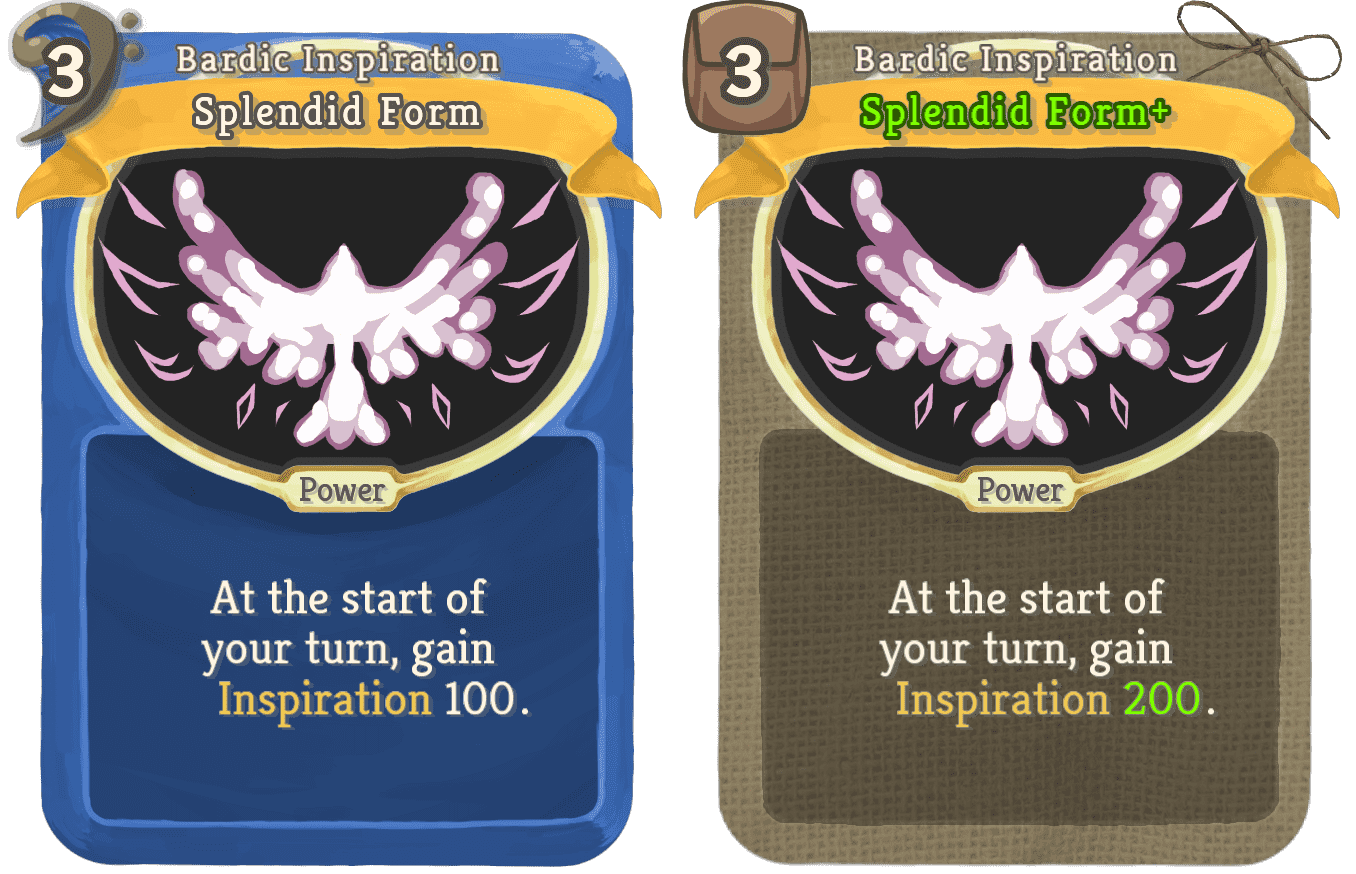 3
Bardic Inspiration
Splendid Form
Power
At the start of
your turn, gain
Inspiration 100.
3
Bardic Inspiration
Splendid Form+
Power
At the start of
your turn, gain
Inspiration 200.